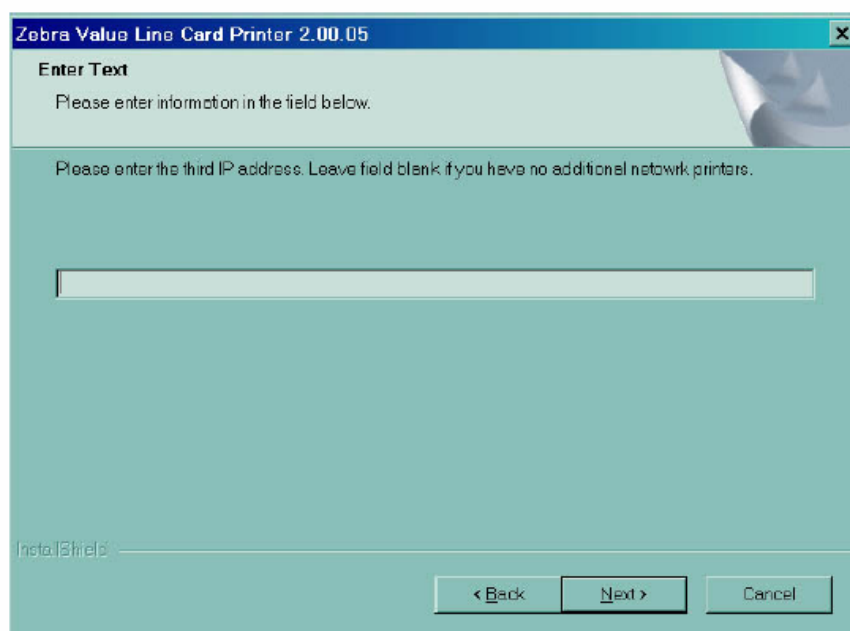 Zebra Value Line Card Printer 2.00.05
Enter Text
Please enter information in the field below.
Please enter the third IP address. Leave field blank if you have no additional netowrk printers.
InstallShield
< Back
Next >
Cancel